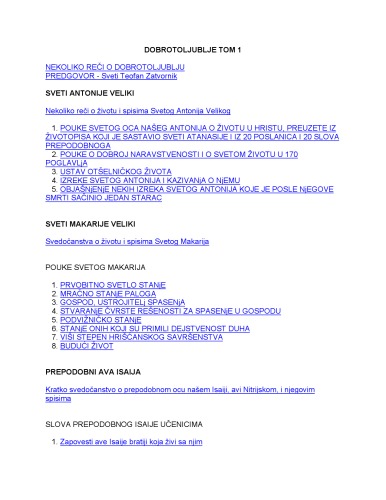 DOBROTOLJUBLJE TOM 1
NEKOLIKO REČI O DOBROTOLJUBLJU
PREDGOVOR - Sveti Teofan Zatvornik
SVETI ANTONIJE VELIKI
Nekoliko reči o životu i spisima Svetog Antonija Velikog
1. POUKE SVETOG OCA NAŠEG ANTONIJA O ŽIVOTU U HRISTU, PREUZETE IZ
ŽIVOTOPISA KOJI JE SASTAVIO SVETI ATANASIJE I IZ 20 POSLANICA I 20 SLOVA
PREPODOBNOGA
2. POUKE O DOBROJ NARAVSTVENOSTI I O SVETOM ŽIVOTU U 170
POGLAVLjA
3. USTAV OTŠELNIČKOG ŽIVOTA
4. IZREKE SVETOG ANTONIJA I KAZIVANjA O NjEMU
5. OBJAŠNjENjE NEKIH IZREKA SVETOG ANTONIJA KOJE JE POSLE NjEGOVE
SMRTI SAČINIO JEDAN STARAC
SVETI MAKARIJE VELIKI
Svedočanstva o životu i spisima Svetog Makarija
POUKE SVETOG MAKARIJA
1. PRVOBITNO SVETLO STANjE
2. MRAČNO STANjE PALOGA
3. GOSPOD, USTROJITELj SPASENjA
4. STVARANjE ČVRSTE REŠENOSTI ZA SPASENjE U GOSPODU
5. PODVIŽNIČKO STANjE
6. STANjE ONIH KOJI SU PRIMILI DEJSTVENOST DUHA
7. VIŠI STEPEN HRIŠĆANSKOG SAVRŠENSTVA
8. BUDUĆI ŽIVOT
PREPODOBNI AVA ISAIJA
Kratko svedočanstvo o prepodobnom ocu našem Isaiji, avi Nitrijskom, i njegovim
spisima
SLOVA PREPODOBNOG ISAIJE UČENICIMA
1. Zapovesti ave Isaije bratiji koja živi sa njim